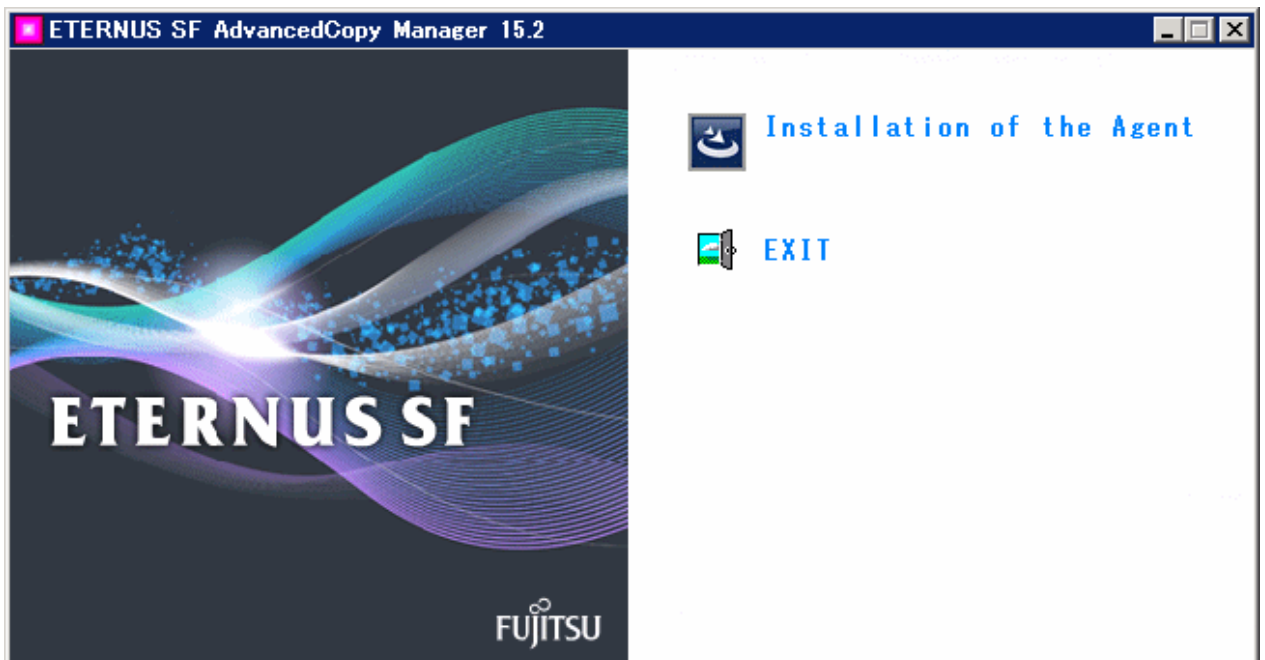 ETERNUS SF AdvancedCopy Manager 15.2
Installation of the Agent
EXIT
ETERNUS SF
FUJITSU